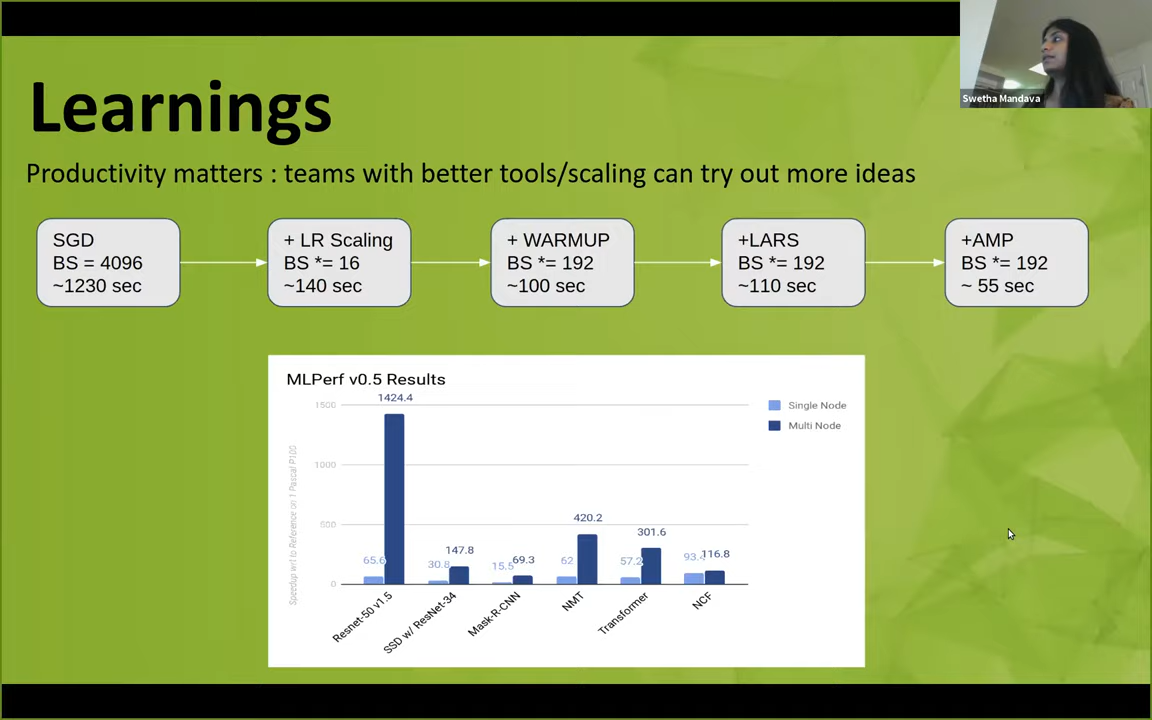 Swetha Mandava
Learnings
Productivity matters : teams with better tools/scaling can try out more ideas
SGD
BS = 4096
~1230 sec
+ LR Scaling
BS *= 16
~140 sec
+ WARMUP
BS *= 192
~100 sec
+LARS
BS *= 192
~110 sec
+AMP
BS *= 192
~ 55 sec
MLPerf v0.5 Results
Speedup wrt to Reference on 1 Pascal P100
1500
1000
500
0
65.6
1424.4
30.8
147.8
15.5
69.3
62
420.2
57.2
301.6
93.4
116.8
Resnet-50 v1.5
SSD w/ ResNet-34
Mask-R-CNN
NMT
Transformer
NCF
Single Node
Multi Node